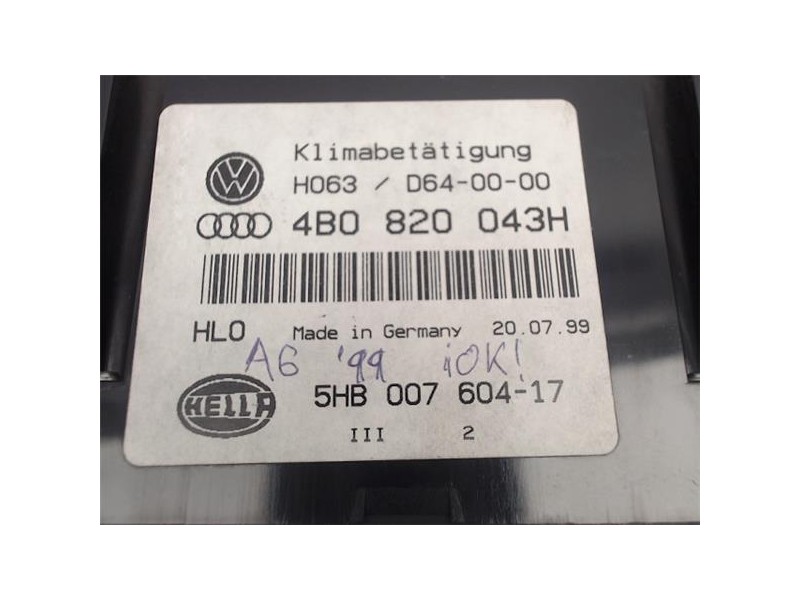 Klimabetätigung
H063 / D64-00-00
4B0 820 043H
HLO Made in Germany 20.07.99
A6 '99 ¡OK!
HELLA 5HB 007 604-17
III 2